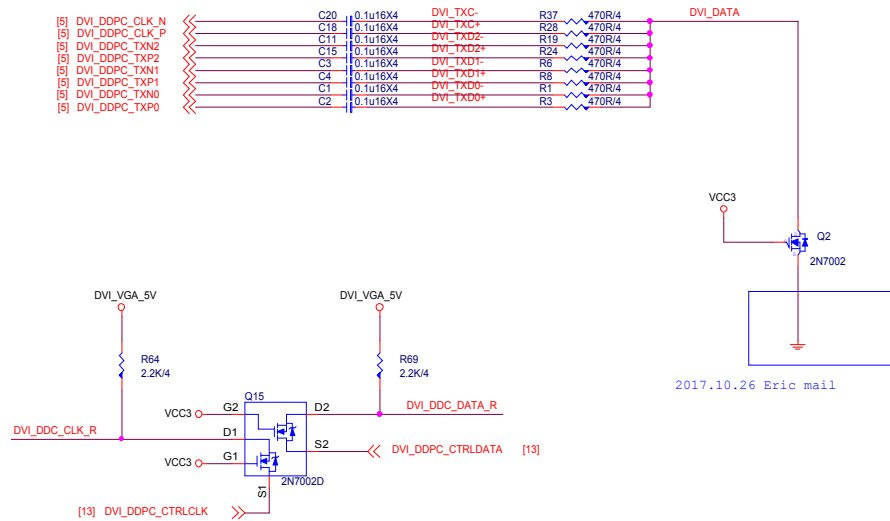 [5] DVI_DDPC_CLK_N C20 0.1u16X4 DVI_TXC- R37 470R/4 DVI_DATA
[5] DVI_DDPC_CLK_P C18 0.1u16X4 DVI_TXC+ R28 470R/4
[5] DVI_DDPC_TXN2 C11 0.1u16X4 DVI_TXD2- R19 470R/4
[5] DVI_DDPC_TXP2 C15 0.1u16X4 DVI_TXD2+ R24 470R/4
[5] DVI_DDPC_TXN1 C3 0.1u16X4 DVI_TXD1- R6 470R/4
[5] DVI_DDPC_TXP1 C4 0.1u16X4 DVI_TXD1+ R8 470R/4
[5] DVI_DDPC_TXN0 C1 0.1u16X4 DVI_TXD0- R1 470R/4
[5] DVI_DDPC_TXP0 C2 0.1u16X4 DVI_TXD0+ R3 470R/4
VCC3
Q2
2N7002
DVI_VGA_5V DVI_VGA_5V
R64 R69
2.2K/4 2.2K/4
2017.10.26 Eric mail
Q15
VCC3 G2 D2 DVI_DDC_DATA_R
DVI_DDC_CLK_R D1
S2 DVI_DDPC_CTRLDATA [13]
VCC3 G1
2N7002D
S1
[13] DVI_DDPC_CTRLCLK